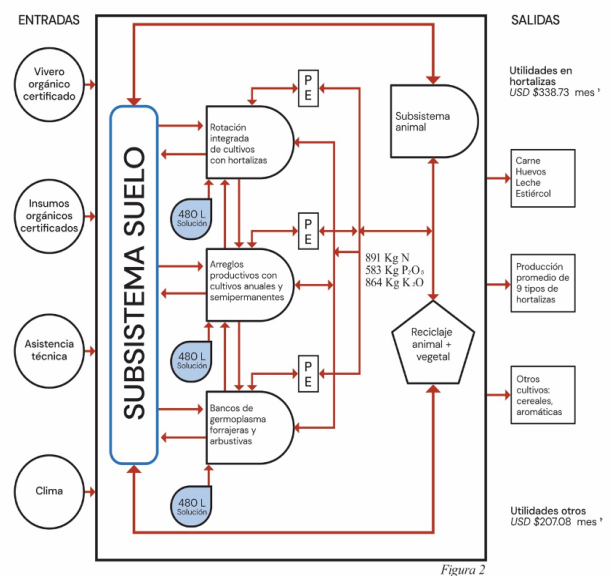 ENTRADAS
SALIDAS
Vivero
orgánico
certificado
Insumos
orgánicos
certificados
Asistencia
técnica
Clima
SUBSISTEMA SUELO
Rotación
integrada
de cultivos
con hortalizas
480 L
Solución
Arreglos
productivos con
cultivos anuales y
semipermanentes
480 L
Solución
Bancos de
germoplasma
forrajeras y
arbustivas
480 L
Solución
P
E
P
E
P
E
Subsistema
animal
891 Kg N
583 Kg P₂O₅
864 Kg K₂O
Reciclaje
animal +
vegetal
Utilidades en
hortalizas
USD $338.73 mes⁻¹
Carne
Huevos
Leche
Estiércol
Producción
promedio de
9 tipos de
hortalizas
Otros
cultivos:
cereales,
aromáticas
Utilidades otros
USD $207.08 mes⁻¹
Figura 2